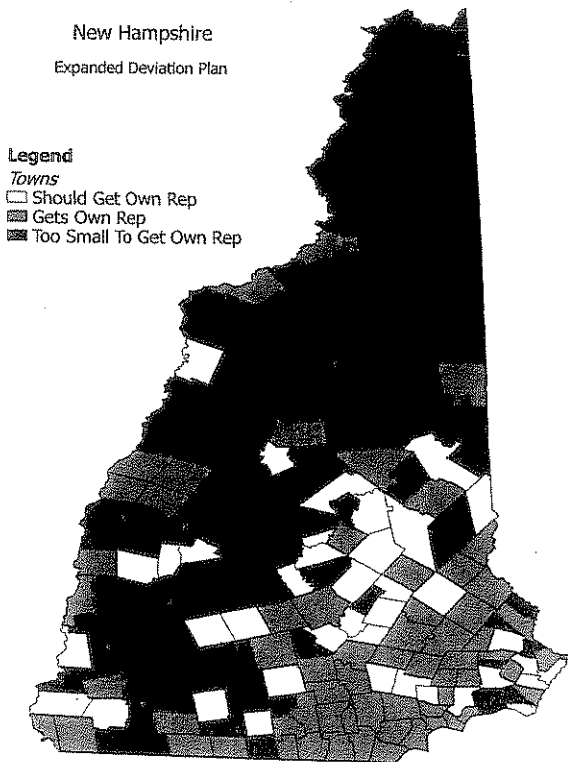 New Hampshire
Expanded Deviation Plan
Legend
Towns
Should Get Own Rep
Gets Own Rep
Too Small To Get Own Rep